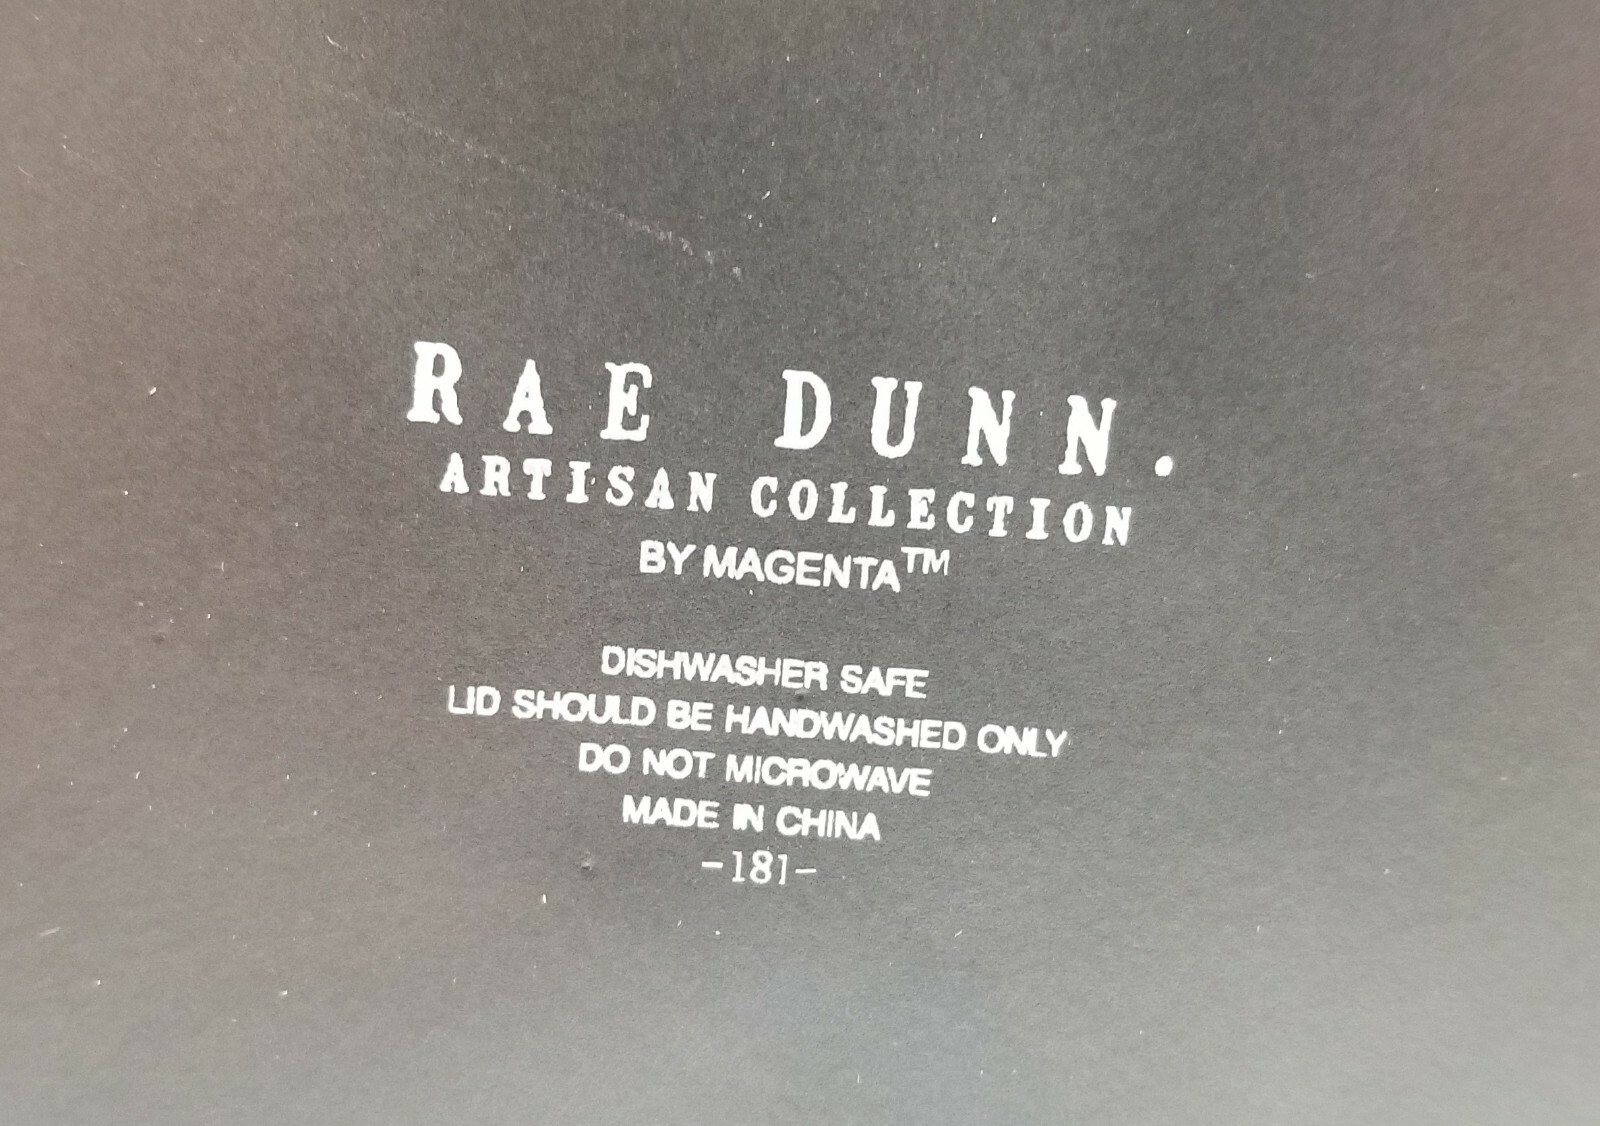 RAE DUNN.
ARTISAN COLLECTION
BY MAGENTA™
DISHWASHER SAFE
LID SHOULD BE HANDWASHED ONLY
DO NOT MICROWAVE
MADE IN CHINA
-181-